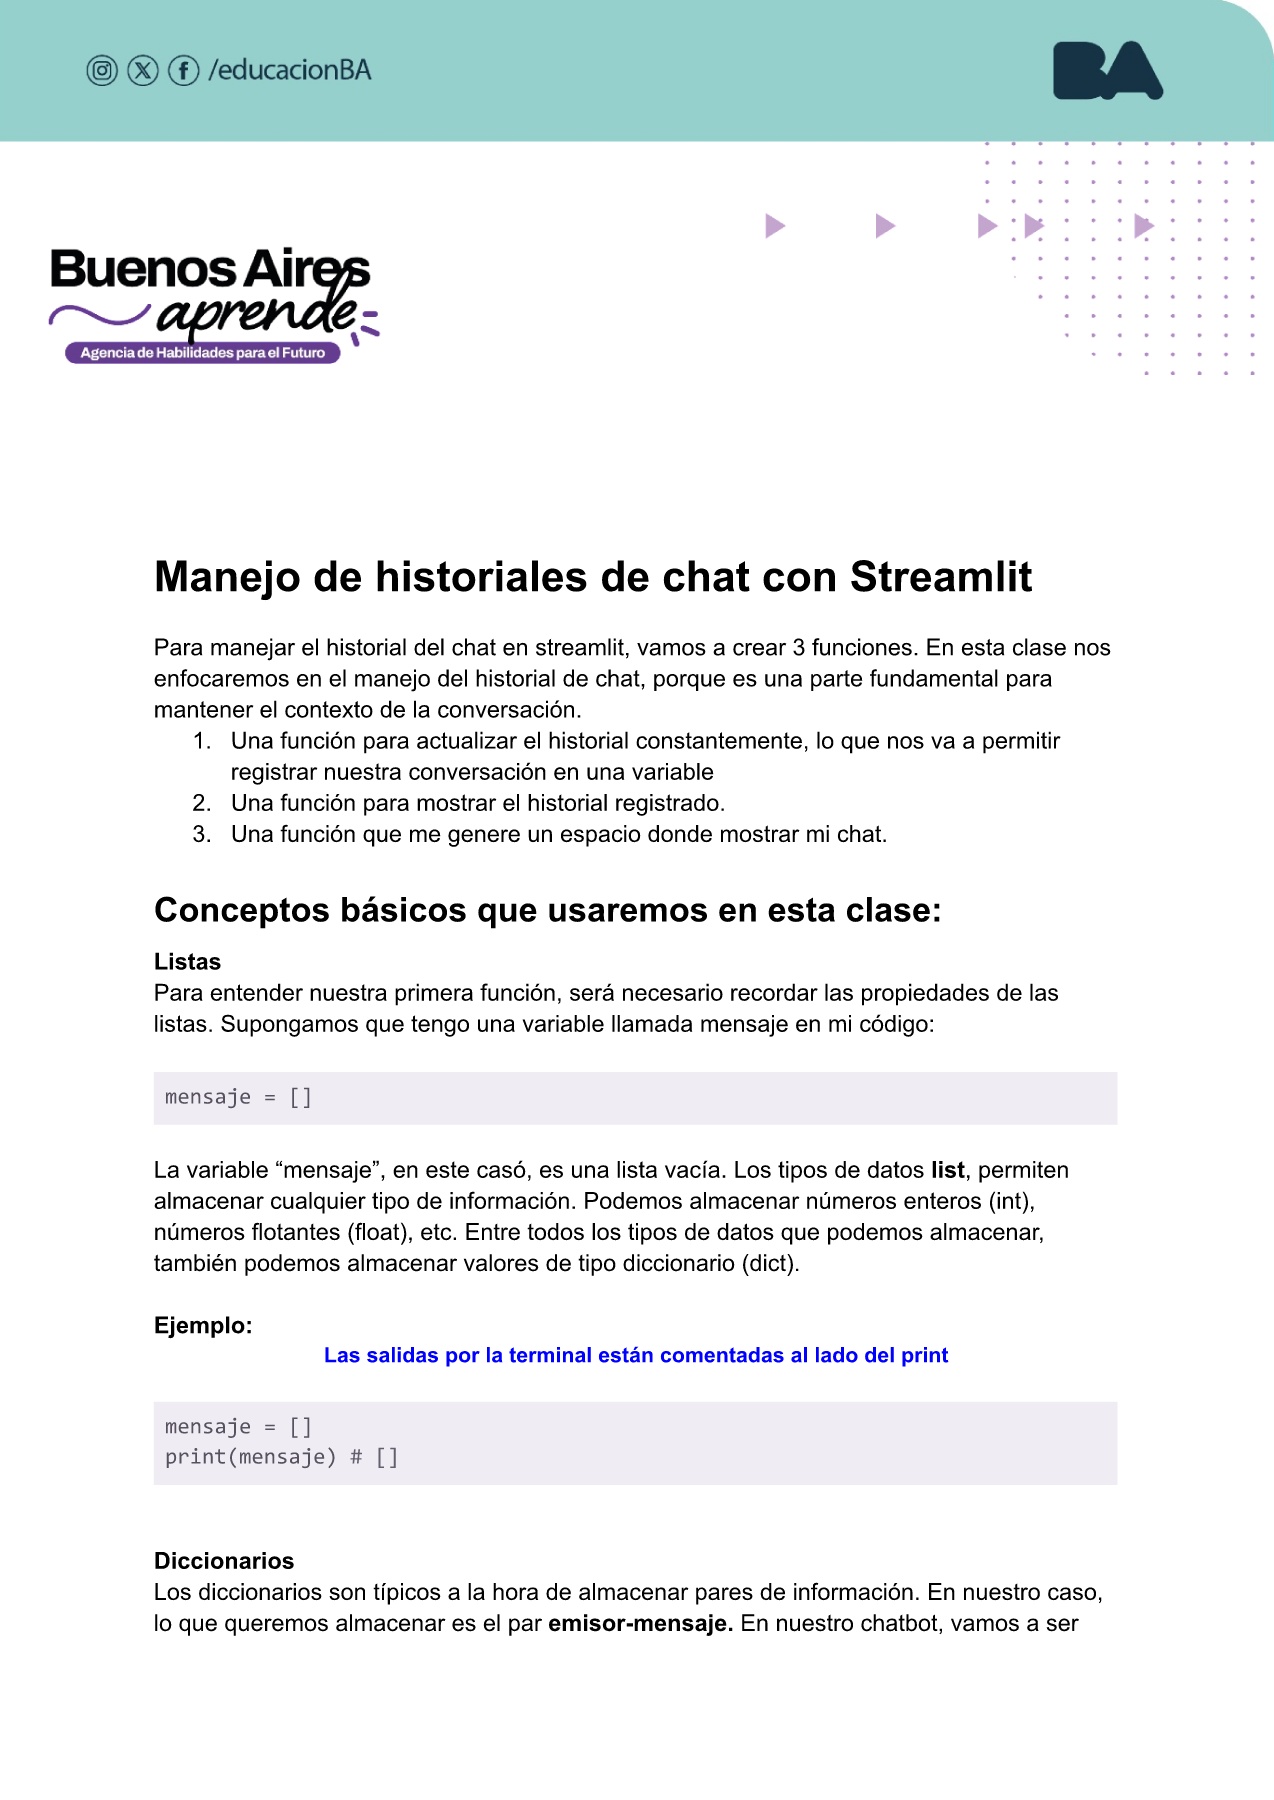 /educacionBA
BA
Buenos Aires
aprende
Agencia de Habilidades para el Futuro
Manejo de historiales de chat con Streamlit
Para manejar el historial del chat en streamlit, vamos a crear 3 funciones. En esta clase nos
enfocaremos en el manejo del historial de chat, porque es una parte fundamental para
mantener el contexto de la conversación.
1. Una función para actualizar el historial constantemente, lo que nos va a permitir
registrar nuestra conversación en una variable
2. Una función para mostrar el historial registrado.
3. Una función que me genere un espacio donde mostrar mi chat.
Conceptos básicos que usaremos en esta clase:
Listas
Para entender nuestra primera función, será necesario recordar las propiedades de las
listas. Supongamos que tengo una variable llamada mensaje en mi código:
mensaje = []
La variable “mensaje”, en este casó, es una lista vacía. Los tipos de datos list, permiten
almacenar cualquier tipo de información. Podemos almacenar números enteros (int),
números flotantes (float), etc. Entre todos los tipos de datos que podemos almacenar,
también podemos almacenar valores de tipo diccionario (dict).
Ejemplo:
Las salidas por la terminal están comentadas al lado del print
mensaje = []
print(mensaje) # []
Diccionarios
Los diccionarios son típicos a la hora de almacenar pares de información. En nuestro caso,
lo que queremos almacenar es el par emisor-mensaje. En nuestro chatbot, vamos a ser